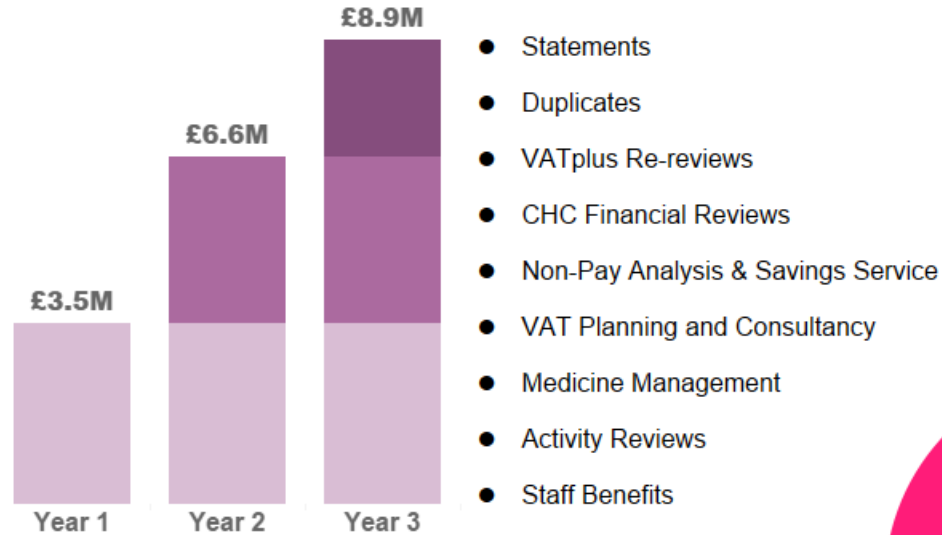 £8.9M
£6.6M
£3.5M
Year 1 Year 2 Year 3
● Statements
● Duplicates
● VATplus Re-reviews
● CHC Financial Reviews
● Non-Pay Analysis & Savings Service
● VAT Planning and Consultancy
● Medicine Management
● Activity Reviews
● Staff Benefits